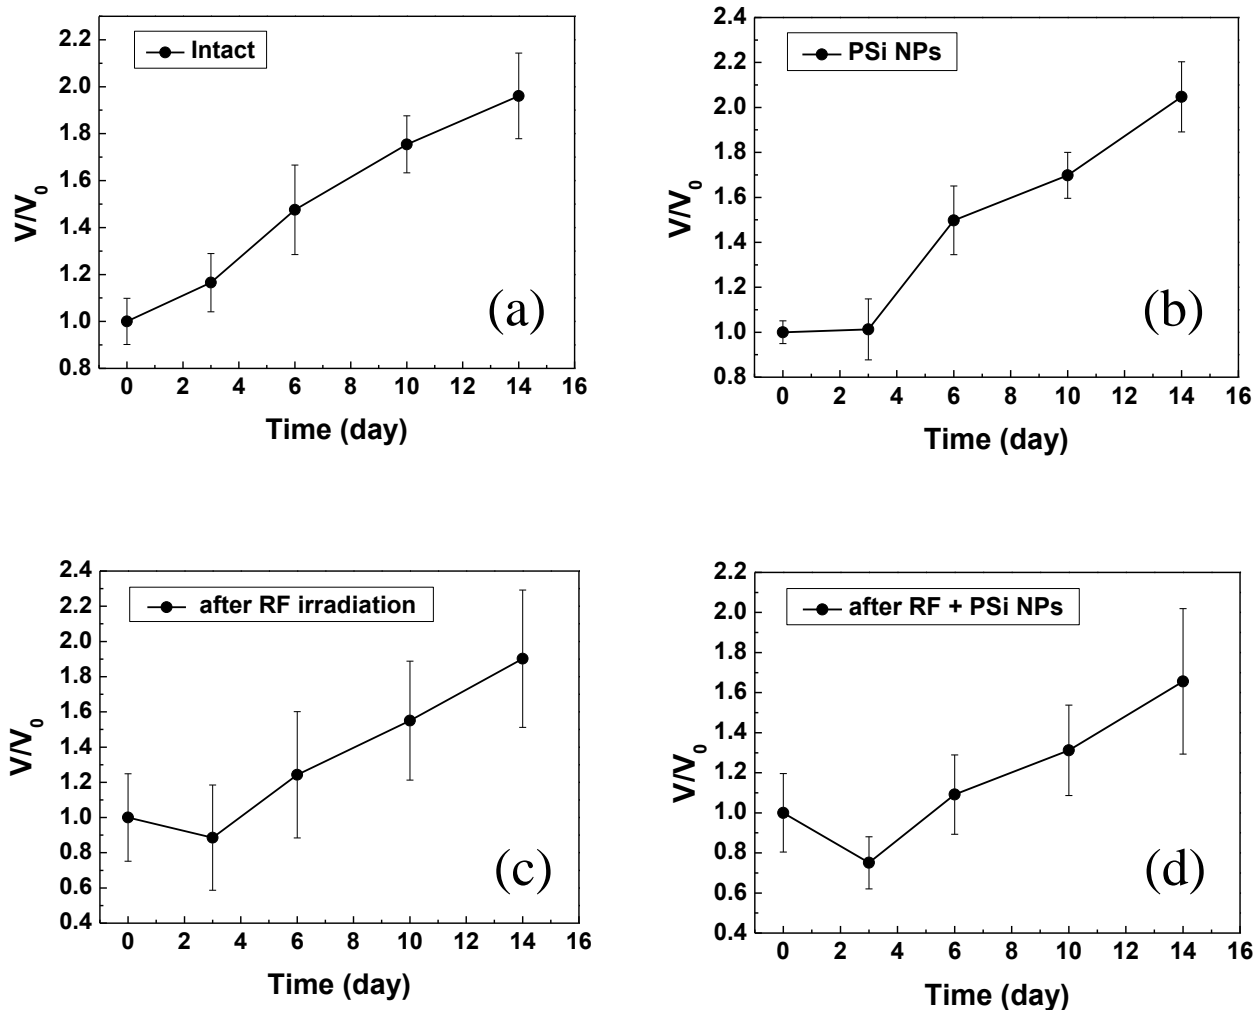 Intact
2.2
2.0
1.8
1.6
1.4
1.2
1.0
0.8
V/V0
0 2 4 6 8 10 12 14 16
Time (day)
(a)
PSi NPs
2.4
2.2
2.0
1.8
1.6
1.4
1.2
1.0
0.8
V/V0
0 2 4 6 8 10 12 14 16
Time (day)
(b)
after RF irradiation
2.4
2.2
2.0
1.8
1.6
1.4
1.2
1.0
0.8
0.6
0.4
V/V0
0 2 4 6 8 10 12 14 16
Time (day)
(c)
after RF + PSi NPs
2.2
2.0
1.8
1.6
1.4
1.2
1.0
0.8
0.6
0.4
V/V0
0 2 4 6 8 10 12 14 16
Time (day)
(d)